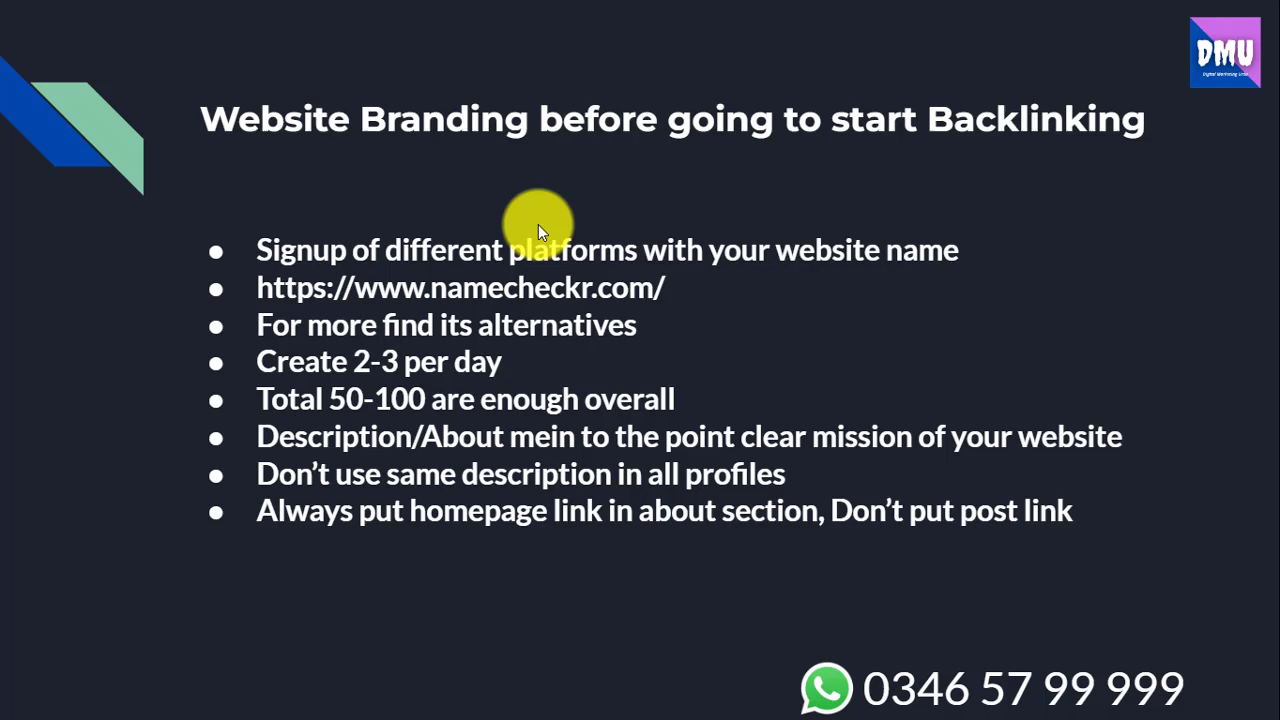 DMU
Digital Marketing Urdu
Website Branding before going to start Backlinking
● Signup of different platforms with your website name
● https://www.namecheckr.com/
● For more find its alternatives
● Create 2-3 per day
● Total 50-100 are enough overall
● Description/About mein to the point clear mission of your website
● Don’t use same description in all profiles
● Always put homepage link in about section, Don’t put post link
0346 57 99 999